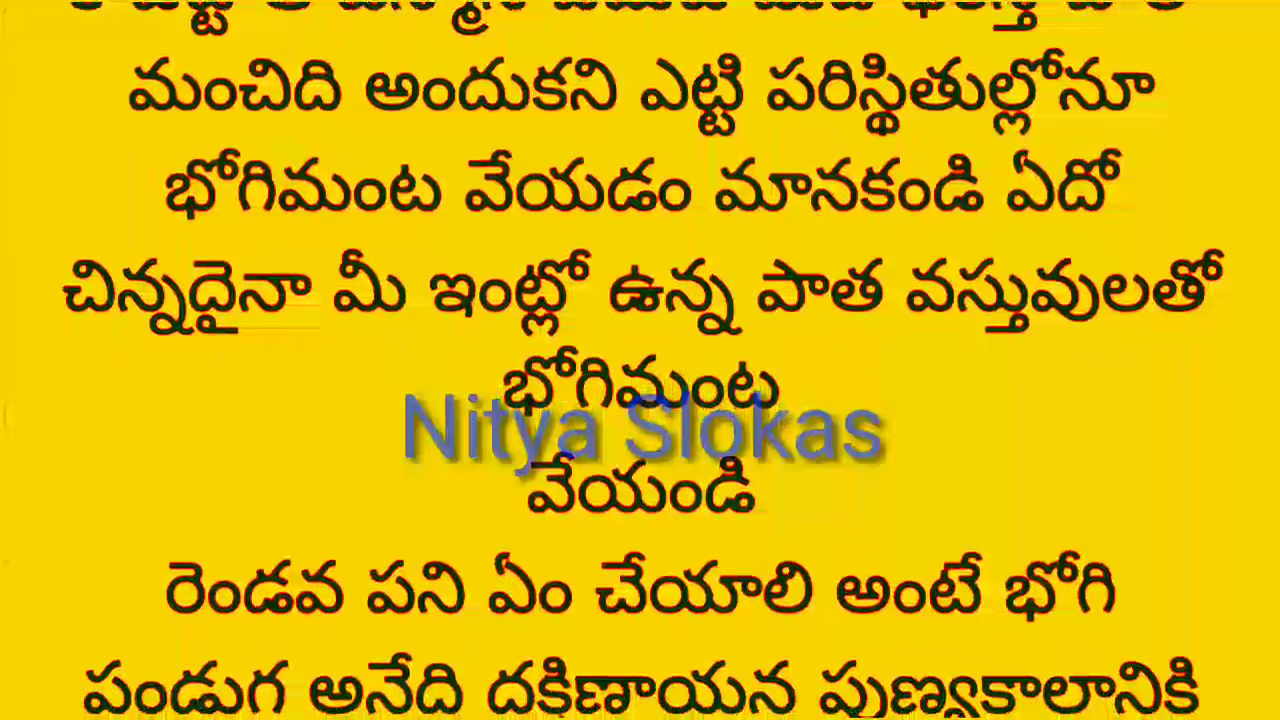 మంచిది అందుకని ఎట్టి పరిస్థితుల్లోనూ
భోగిమంట వేయడం మానకండి ఏదో
చిన్నదైనా మీ ఇంట్లో ఉన్న పాత వస్తువులతో
భోగిమంట
Nitya Slokas
వేయండి
రెండవ పని ఏం చేయాలి అంటే భోగి
పండుగ అనేది దక్షిణాయన పుణ్యకాలానికి